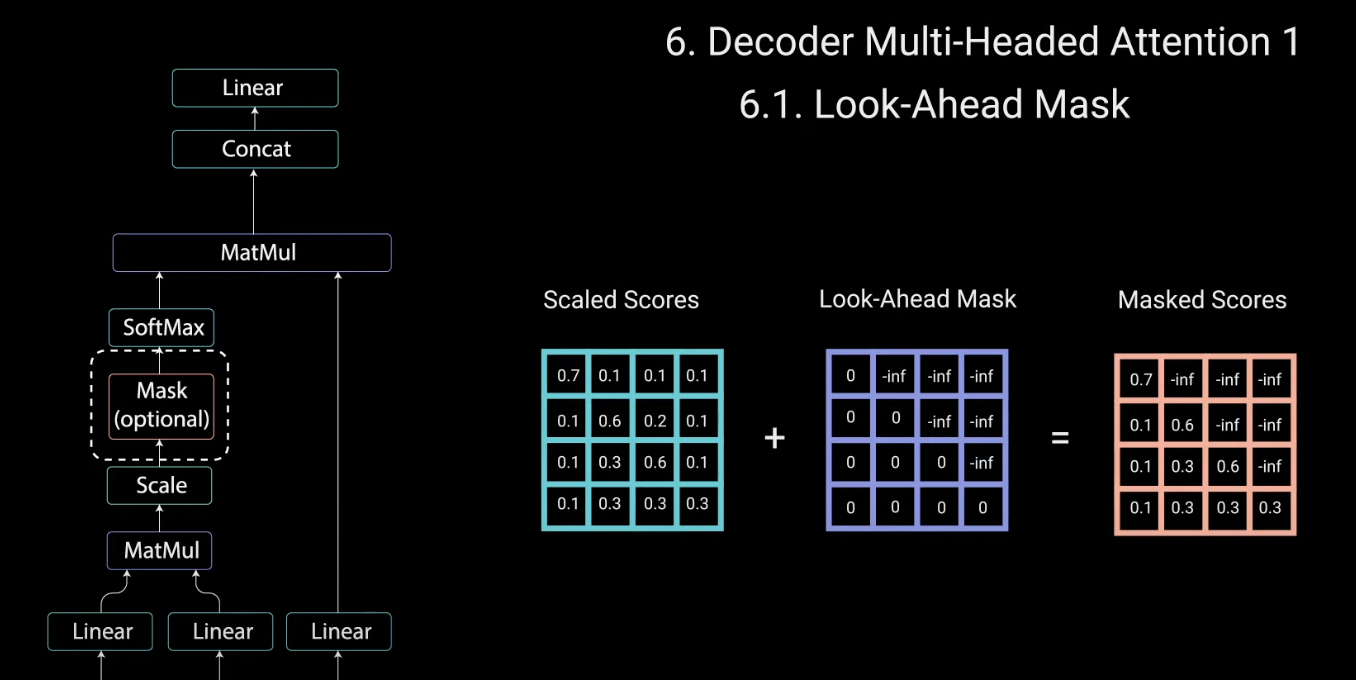 6. Decoder Multi-Headed Attention 1
6.1. Look-Ahead Mask
Linear
Concat
MatMul
SoftMax
Mask
(optional)
Scale
MatMul
Linear Linear Linear
Scaled Scores
0.7 0.1 0.1 0.1
0.1 0.6 0.2 0.1
0.1 0.3 0.6 0.1
0.1 0.3 0.3 0.3
+
Look-Ahead Mask
0 -inf -inf -inf
0 0 -inf -inf
0 0 0 -inf
0 0 0 0
=
Masked Scores
0.7 -inf -inf -inf
0.1 0.6 -inf -inf
0.1 0.3 0.6 -inf
0.1 0.3 0.3 0.3